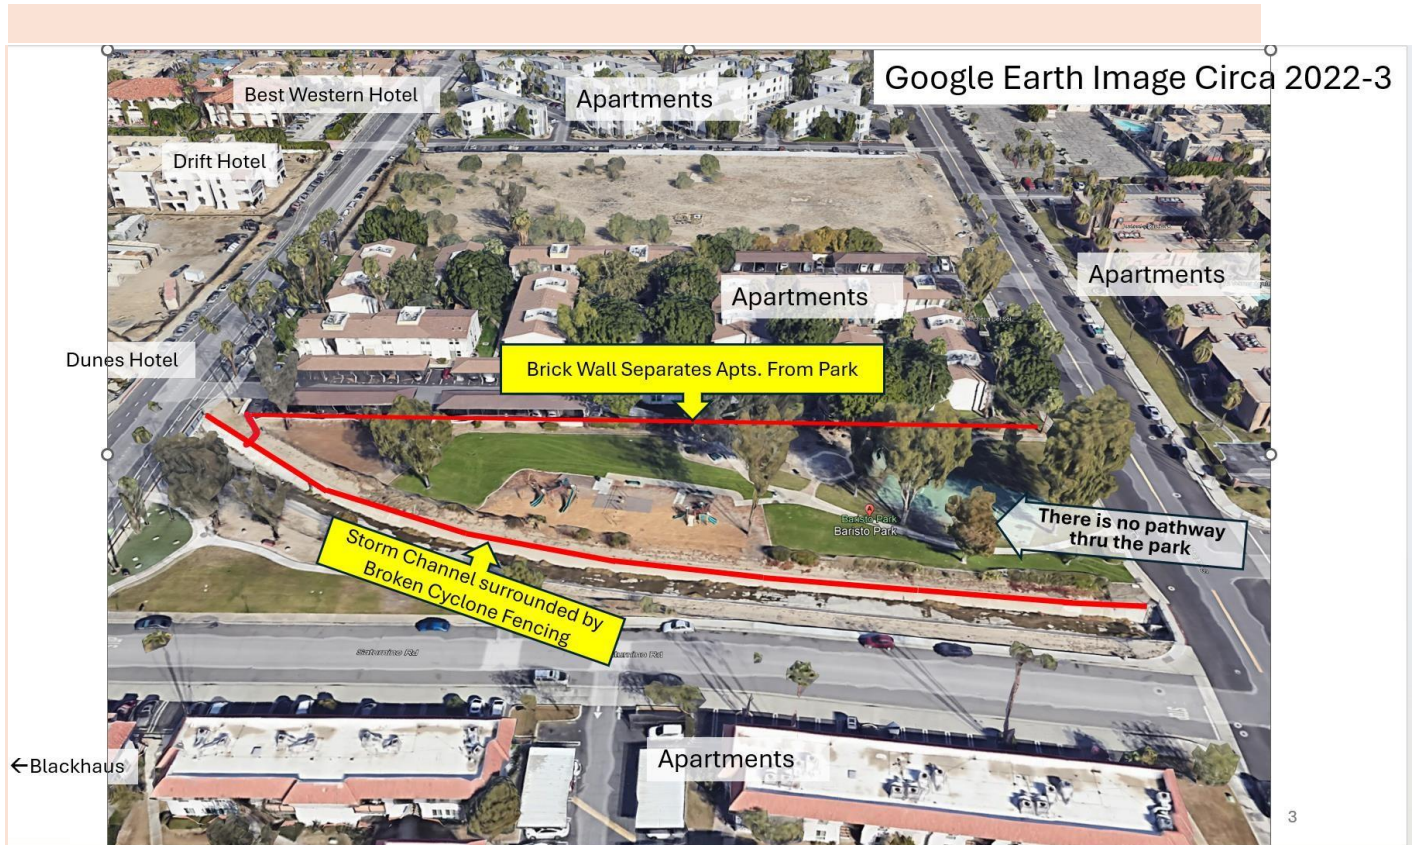 Google Earth Image Circa 2022-3
Best Western Hotel
Apartments
Drift Hotel
Apartments
Apartments
Dunes Hotel
Brick Wall Separates Apts. From Park
Baristo Park
Baristo Park
There is no pathway
thru the park
Storm Channel surrounded by
Broken Cyclone Fencing
Saturnino Rd
Apartments
←Blackhaus
3